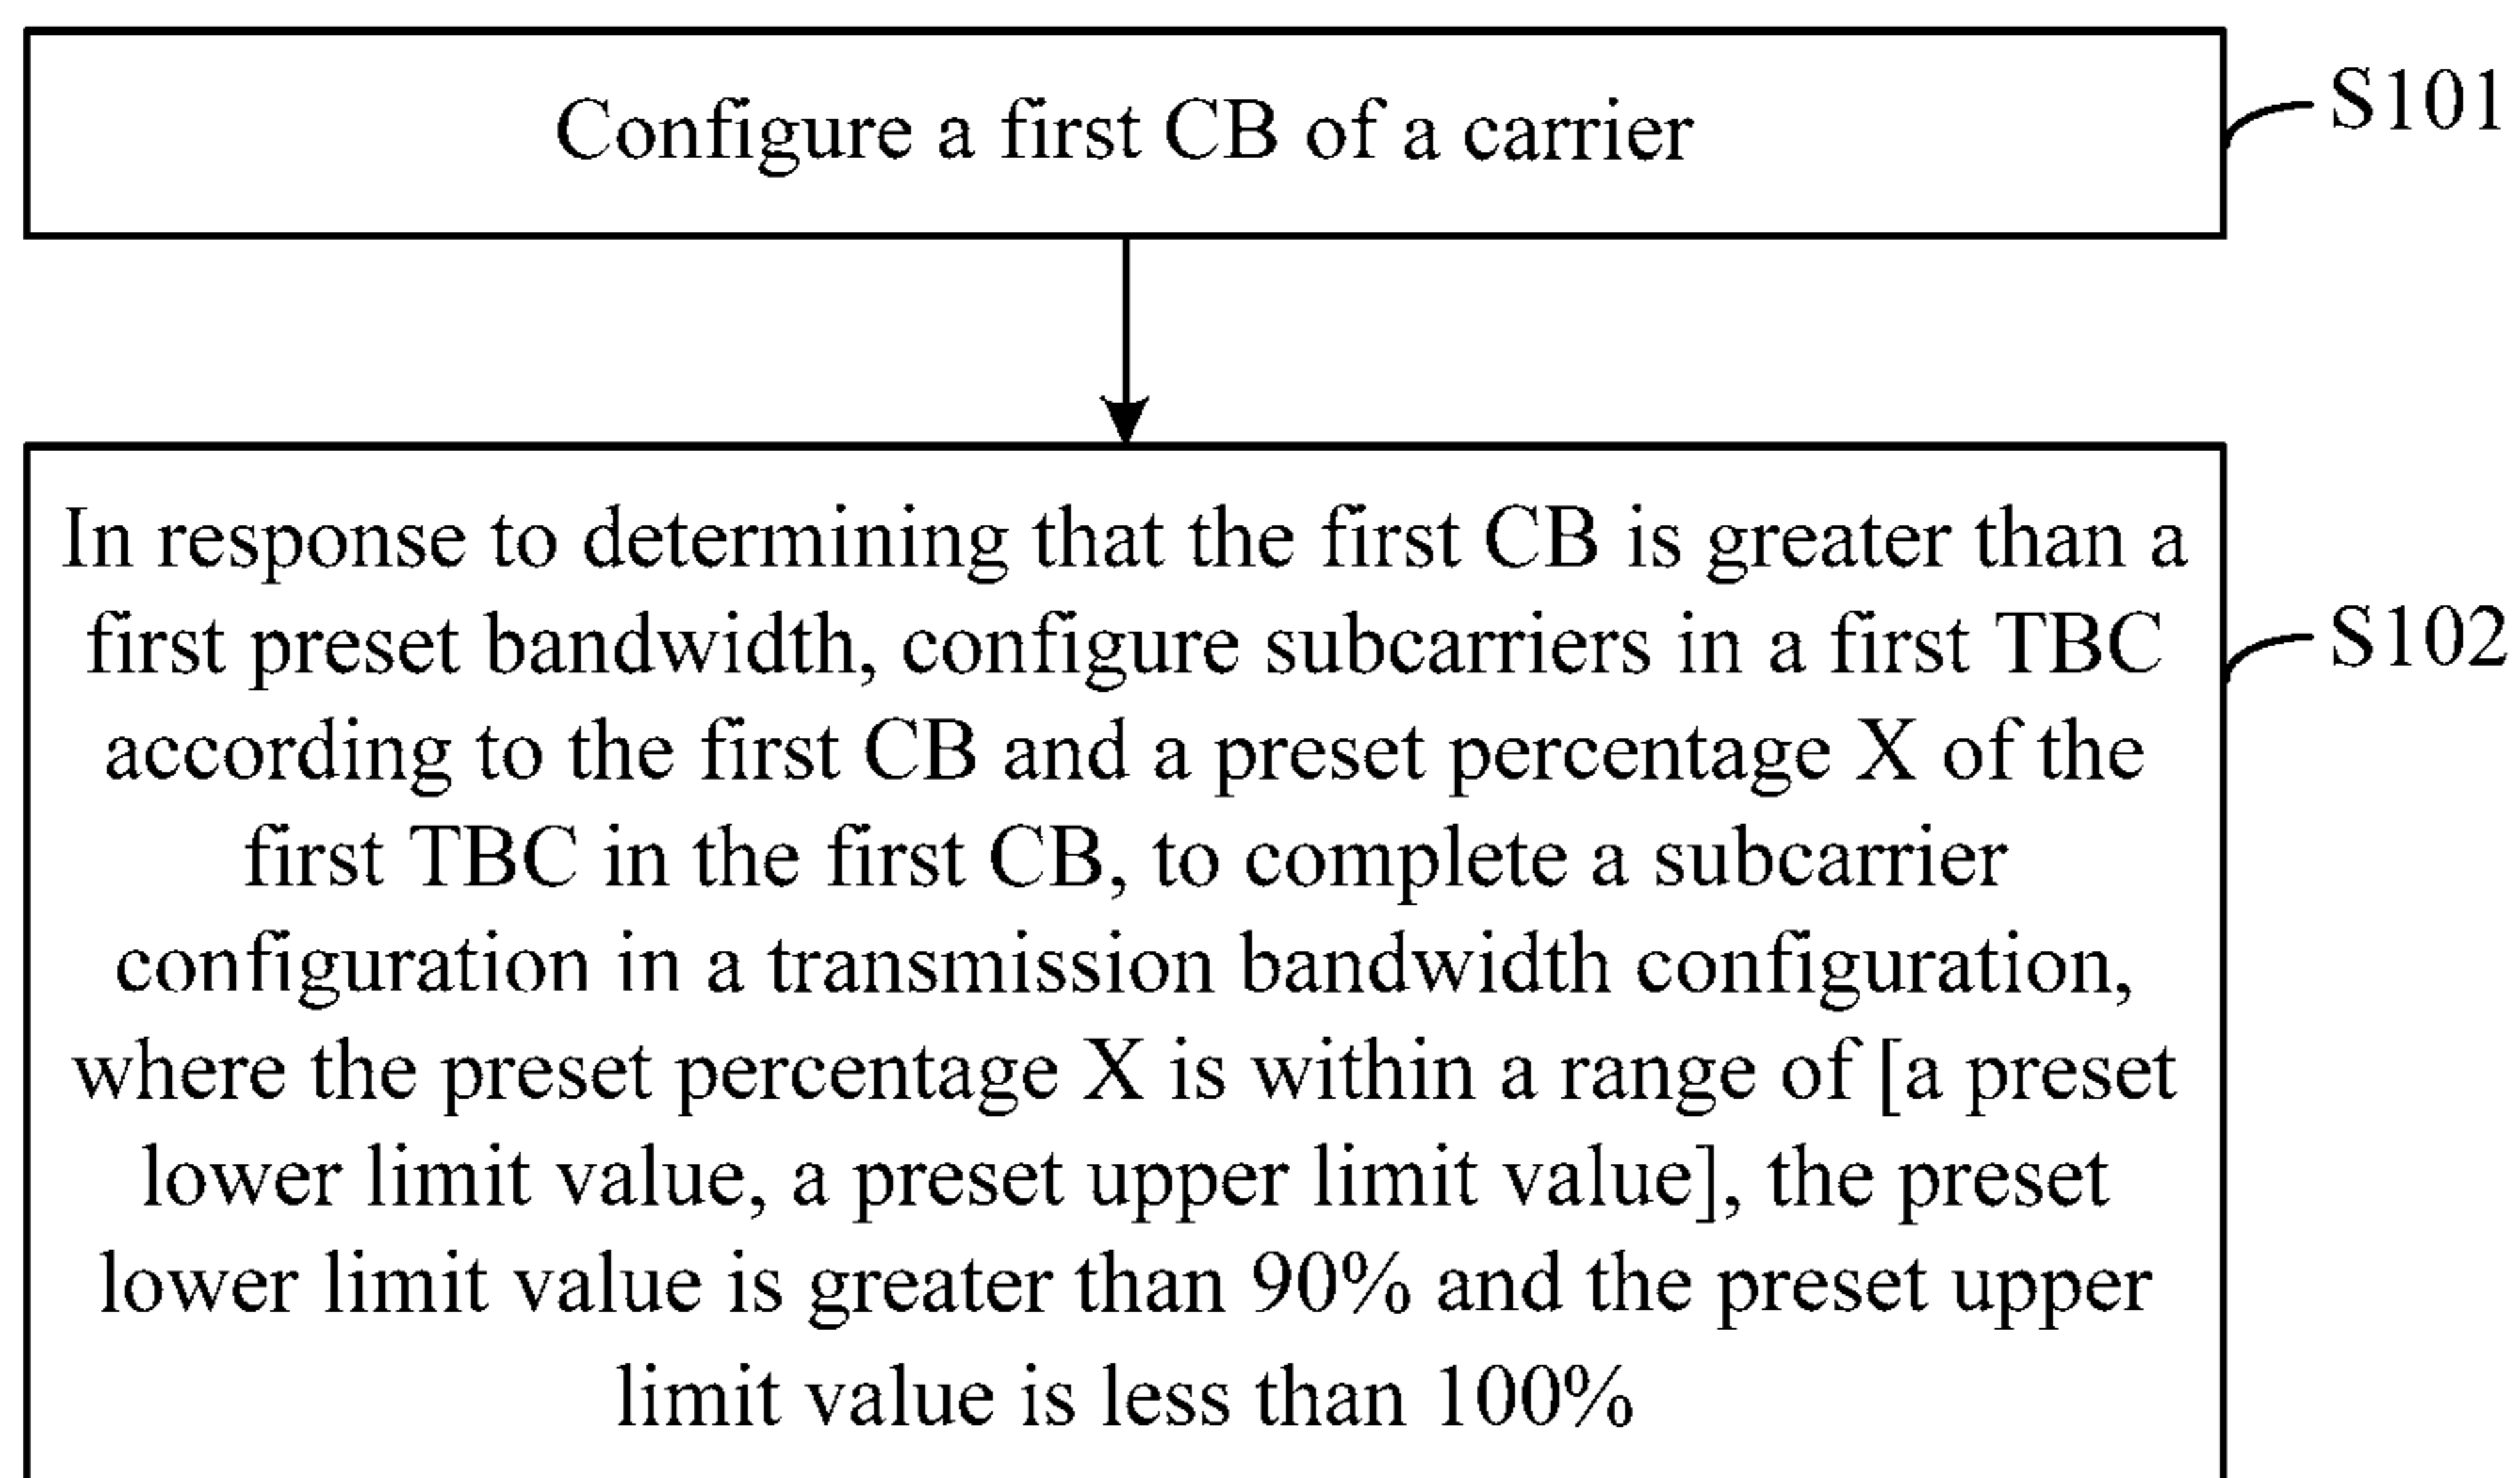 Configure a first CB of a carrier
S101
In response to determining that the first CB is greater than a
first preset bandwidth, configure subcarriers in a first TBC
S102
according to the first CB and a preset percentage X of the
first TBC in the first CB, to complete a subcarrier
configuration in a transmission bandwidth configuration,
where the preset percentage X is within a range of [a preset
lower limit value, a preset upper limit value], the preset
lower limit value is greater than 90% and the preset upper
limit value is less than 100%